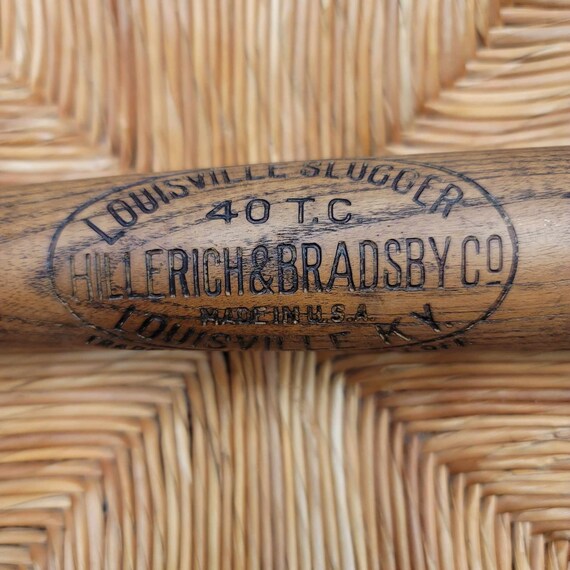 LOUISVILLE SLUGGER
40 T.C
HILLERICH & BRADSBY CO
MADE IN U.S.A.
LOUISVILLE KY.